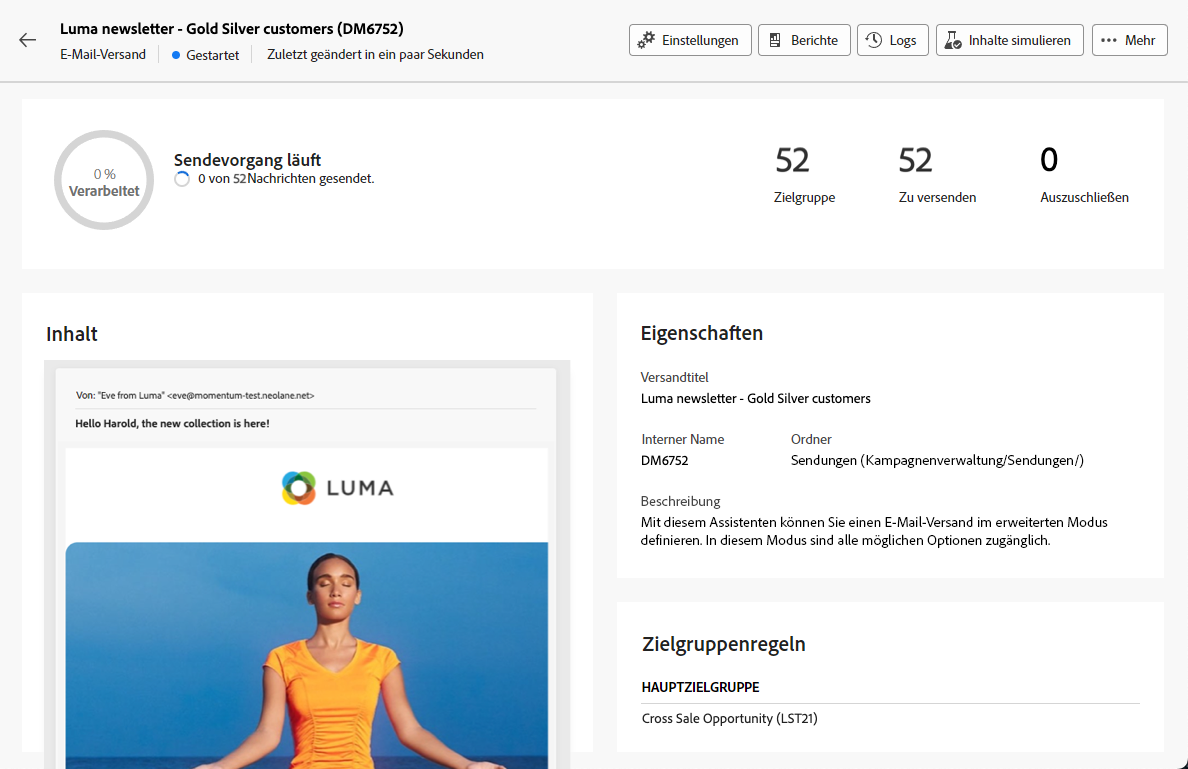 Luma newsletter - Gold Silver customers (DM6752)
E-Mail-Versand Gestartet Zuletzt geändert in ein paar Sekunden
Einstellungen Berichte Logs Inhalte simulieren Mehr
0 %
Verarbeitet
Sendevorgang läuft
0 von 52Nachrichten gesendet.
52 52 0
Zielgruppe Zu versenden Auszuschließen
Inhalt
Von: "Eve from Luma" <eve@momentum-test.neolane.net>
Hello Harold, the new collection is here!
LUMA
Eigenschaften
Versandtitel
Luma newsletter - Gold Silver customers
Interner Name Ordner
DM6752 Sendungen (Kampagnenverwaltung/Sendungen/)
Beschreibung
Mit diesem Assistenten können Sie einen E-Mail-Versand im erweiterten Modus
definieren. In diesem Modus sind alle möglichen Optionen zugänglich.
Zielgruppenregeln
HAUPTZIELGRUPPE
Cross Sale Opportunity (LST21)